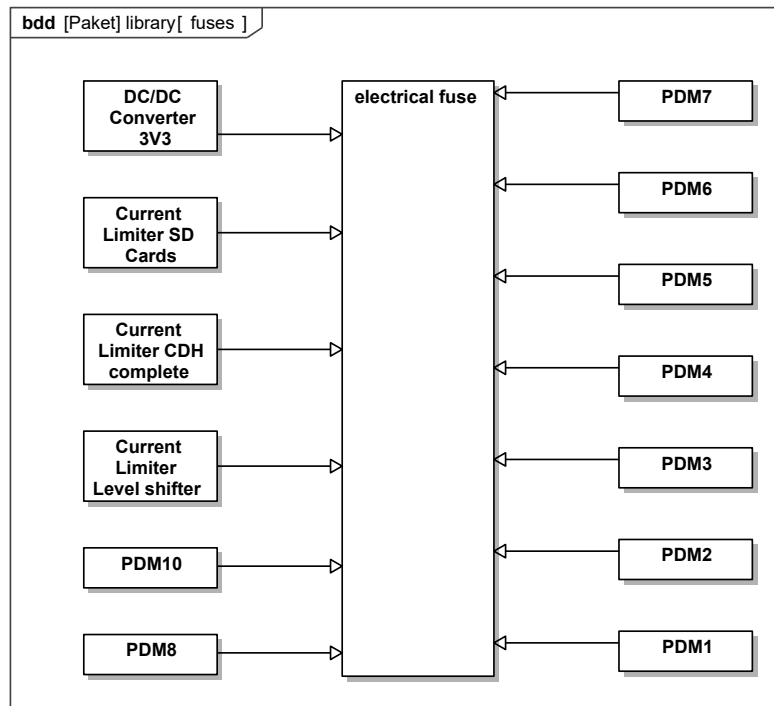 bdd [Paket] library[ fuses ]
DC/DC
Converter
3V3
Current
Limiter SD
Cards
Current
Limiter CDH
complete
Current
Limiter
Level shifter
PDM10
PDM8
electrical fuse
PDM7
PDM6
PDM5
PDM4
PDM3
PDM2
PDM1